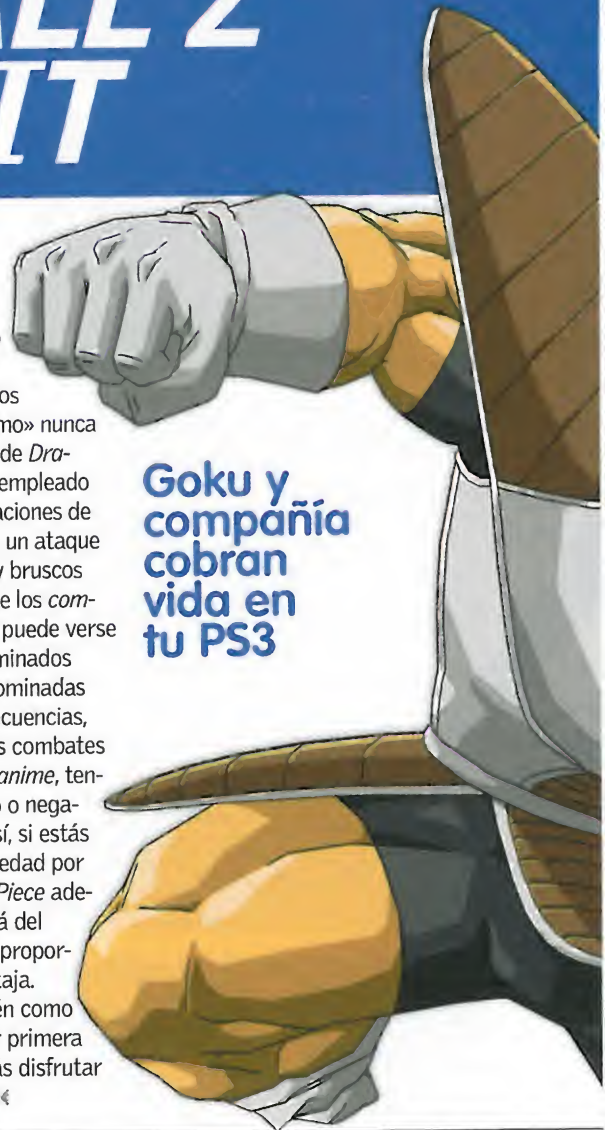 ALL Z
IT
os
mo» nunca
de Dra-
empleado
aciones de
un ataque
y bruscos
e los com-
puede verse
minados
ominadas
cuencias,
s combates
anime, ten-
o o nega-
sí, si estás
edad por
Piece ade-
á del
propor-
aja.
én como
r primera
as disfrutar
Goku y
compañía
cobran
vida en
tu PS3